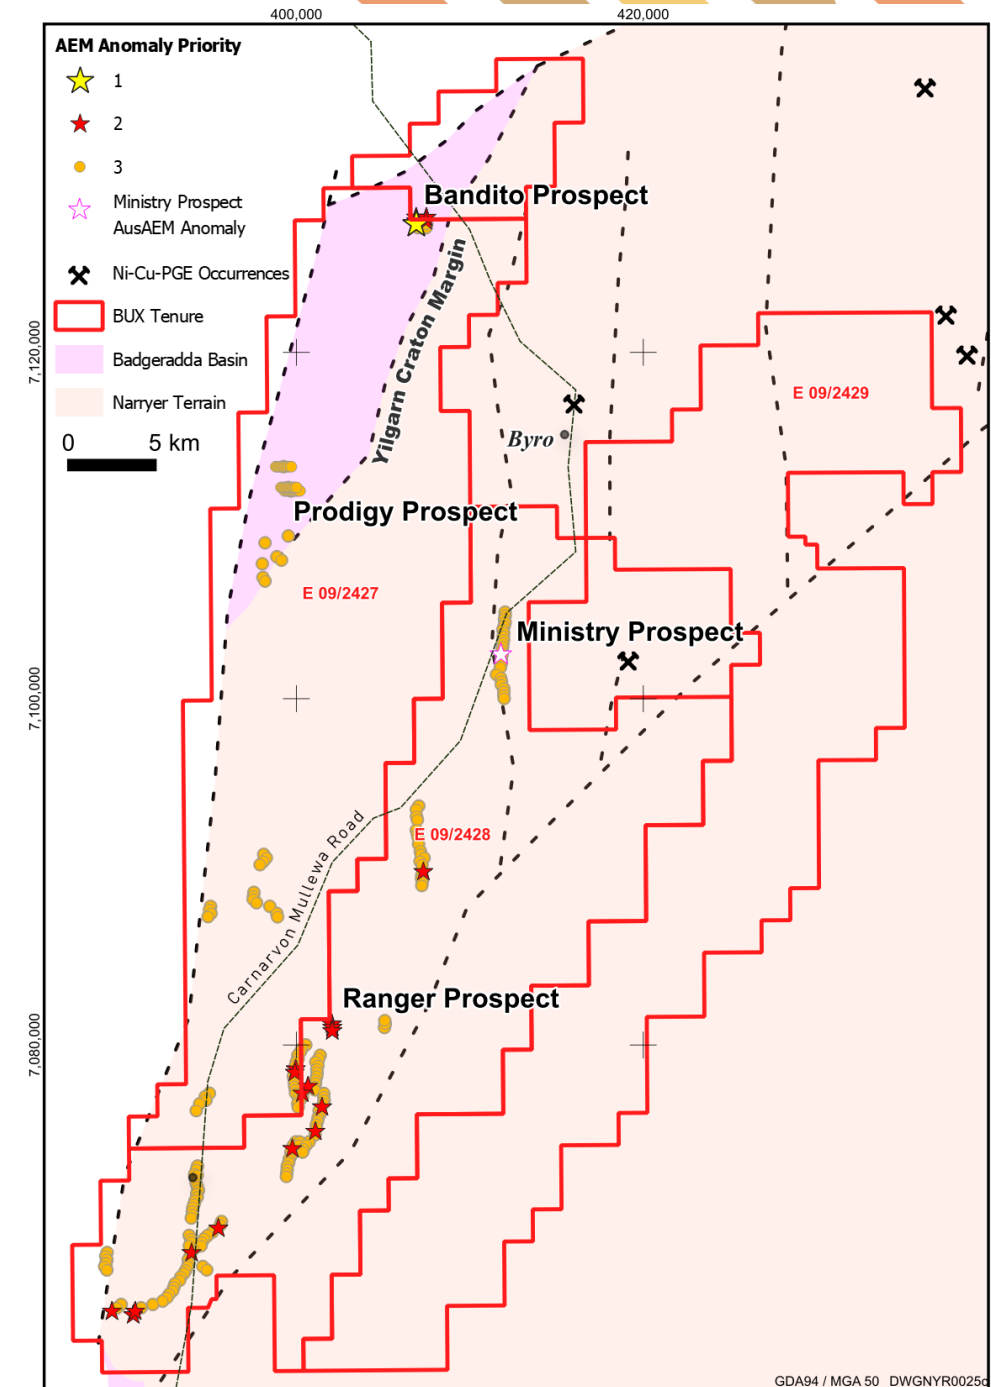 400,000
420,000
AEM Anomaly Priority
1
2
3
Ministry Prospect
AusAEM Anomaly
Ni-Cu-PGE Occurrences
BUX Tenure
Badgeradda Basin
Narryer Terrain
0 5 km
7,120,000
7,100,000
7,080,000
Bandito Prospect
Yilgarn Craton Margin
E 09/2429
Byro
Prodigy Prospect
E 09/2427
Ministry Prospect
E 09/2428
Carnarvon Mullewa Road
Ranger Prospect
GDA94 / MGA 50 DWGNYR0025c